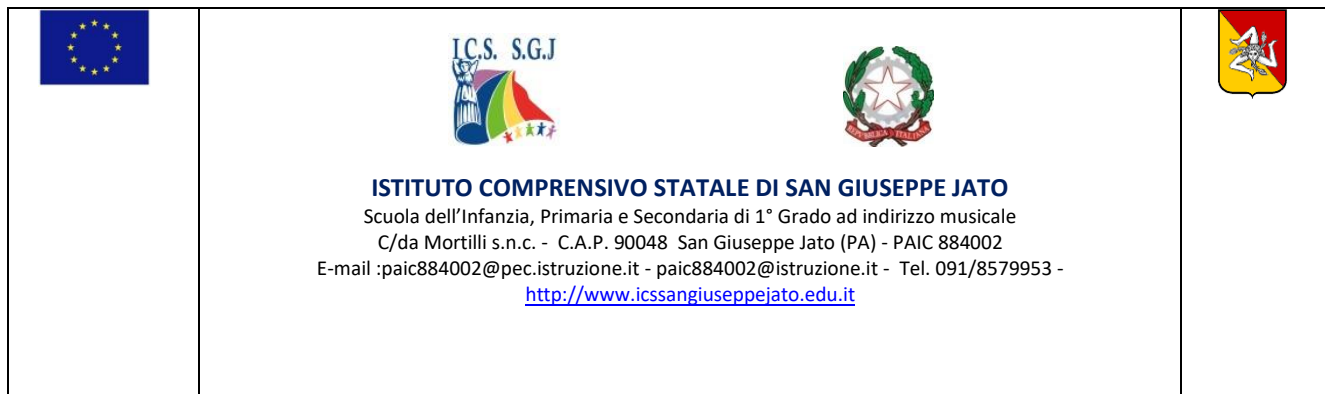 I.C.S. S.G.J
REPVBBLICA ITALIANA
ISTITUTO COMPRENSIVO STATALE DI SAN GIUSEPPE JATO
Scuola dell’Infanzia, Primaria e Secondaria di 1° Grado ad indirizzo musicale
C/da Mortilli s.n.c. - C.A.P. 90048 San Giuseppe Jato (PA) - PAIC 884002
E-mail :paic884002@pec.istruzione.it - paic884002@istruzione.it - Tel. 091/8579953 -
http://www.icssangiuseppejato.edu.it